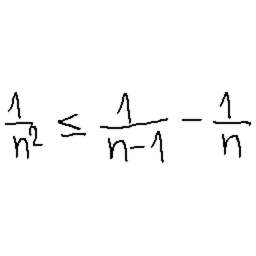 1/n² ≤ 1/(n-1) - 1/n